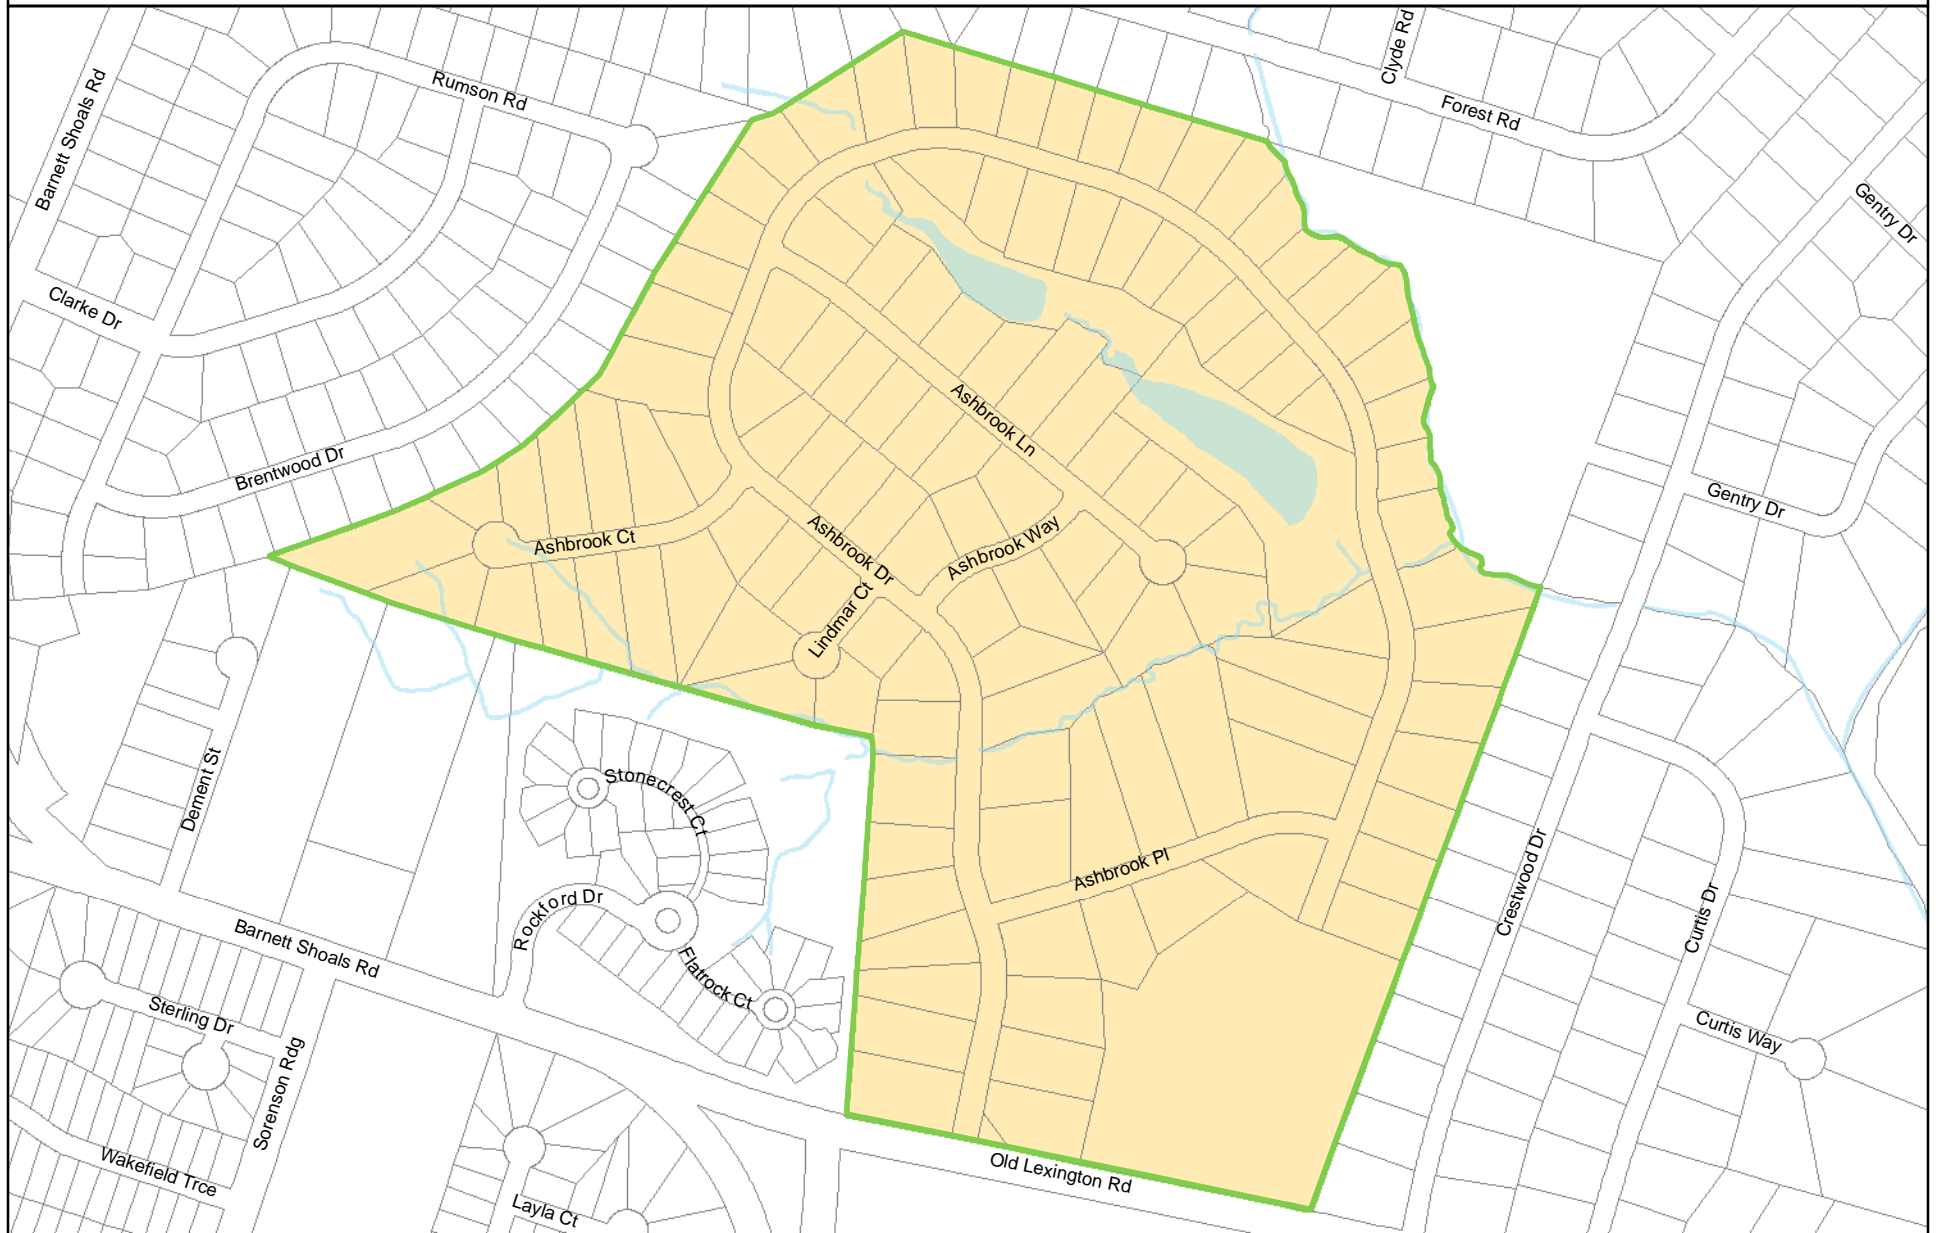 Clyde Rd
Rumson Rd
Forest Rd
Barnett Shoals Rd
Gentry Dr
Clarke Dr
Ashbrook Ln
Brentwood Dr
Gentry Dr
Ashbrook Ct
Ashbrook Dr
Ashbrook Way
Lindmar Ct
Dement St
Stonecrest Ct
Ashbrook Pl
Crestwood Dr
Curtis Dr
Rockford Dr
Barnett Shoals Rd
Flatrock Ct
Sterling Dr
Curtis Way
Sorenson Rdg
Wakefield Trce
Old Lexington Rd
Layla Ct